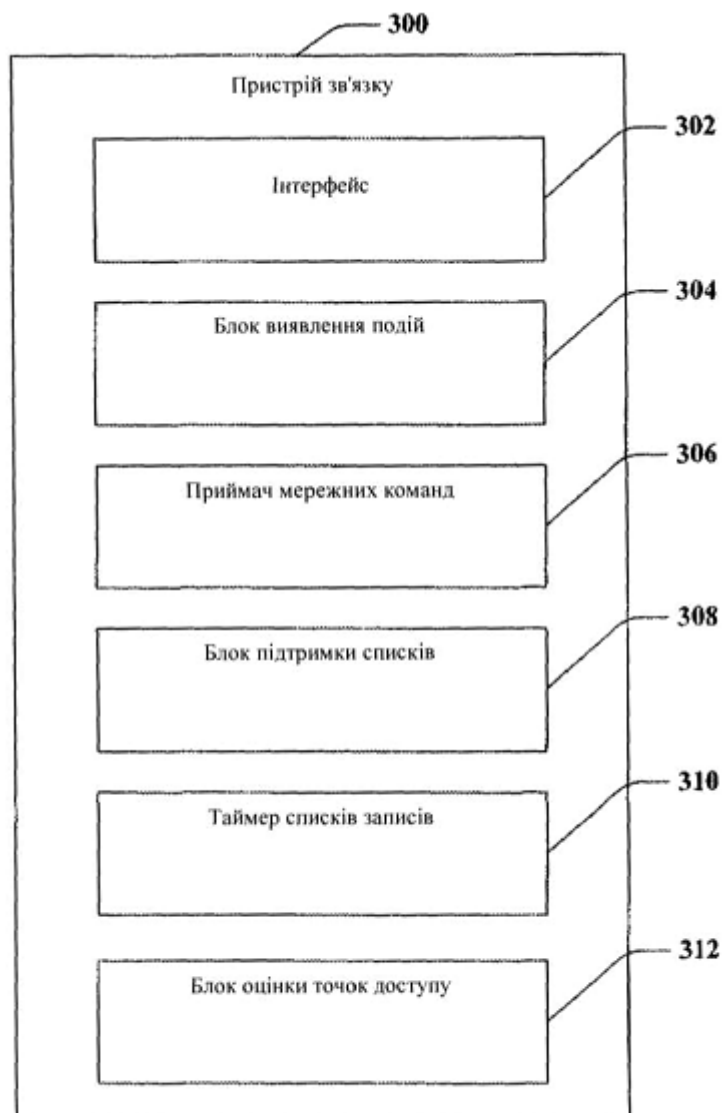 300
Пристрій зв'язку
302
Інтерфейс
304
Блок виявлення подій
306
Приймач мережних команд
308
Блок підтримки списків
310
Таймер списків записів
312
Блок оцінки точок доступу